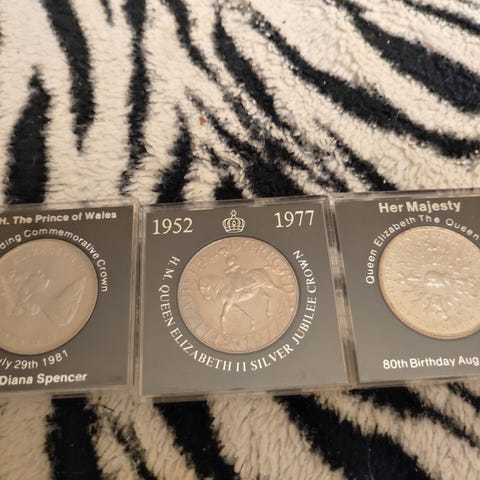 H. The Prince of Wales
ding Commemorative Crown
ly 29th 1981
Diana Spencer
1952 1977
H. M. QUEEN ELIZABETH II SILVER JUBILEE CROWN
Her Majesty
Queen Elizabeth The Queen
80th Birthday Aug